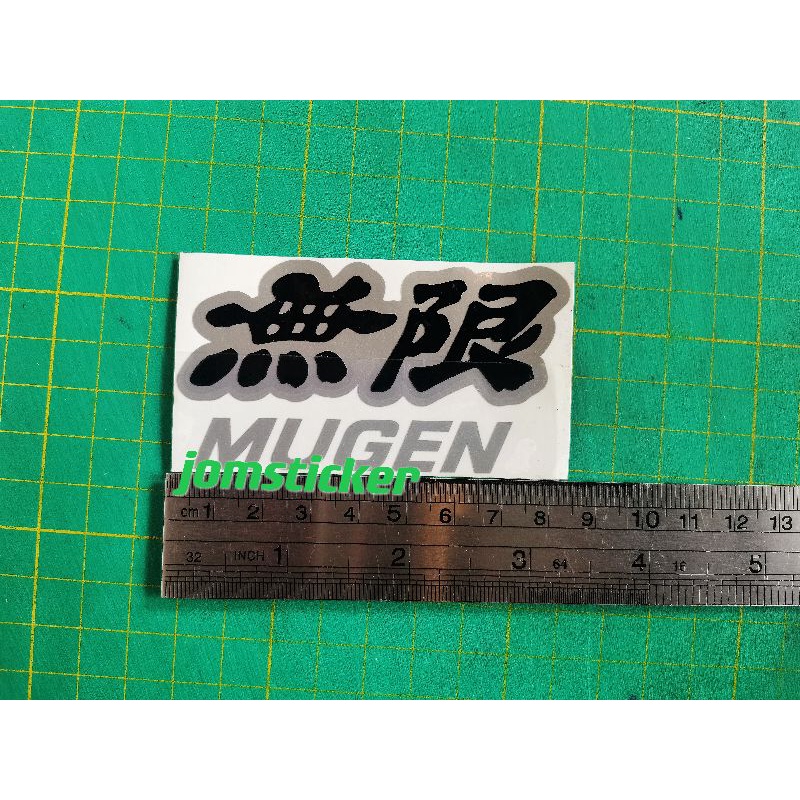 無限
MUGEN
jomsticker
cm 1 2 3 4 5 6 7 8 9 10 11 12 13
32 INCH 1 2 3 64 4 16 5